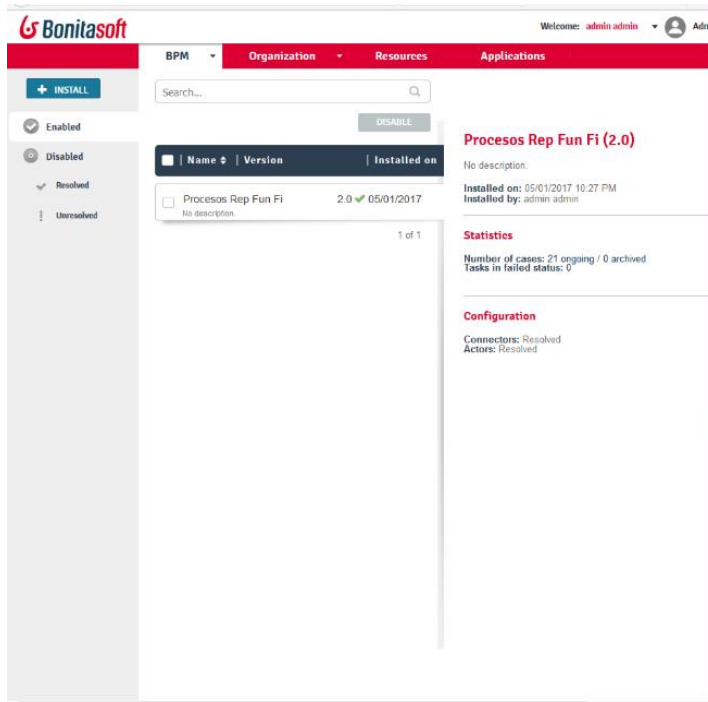 Bonitasoft
Welcome: admin admin
BPM Organization Resources Applications
+ INSTALL
Enabled
Disabled
Resolved
Unresolved
Search...
DISABLE
Name Version Installed on
Procesos Rep Fun Fi 2.0 05/01/2017
No description.
1 of 1
Procesos Rep Fun Fi (2.0)
No description.
Installed on: 05/01/2017 10:27 PM
Installed by: admin admin
Statistics
Number of cases: 21 ongoing / 0 archived
Tasks in failed status: 0
Configuration
Connectors: Resolved
Actors: Resolved